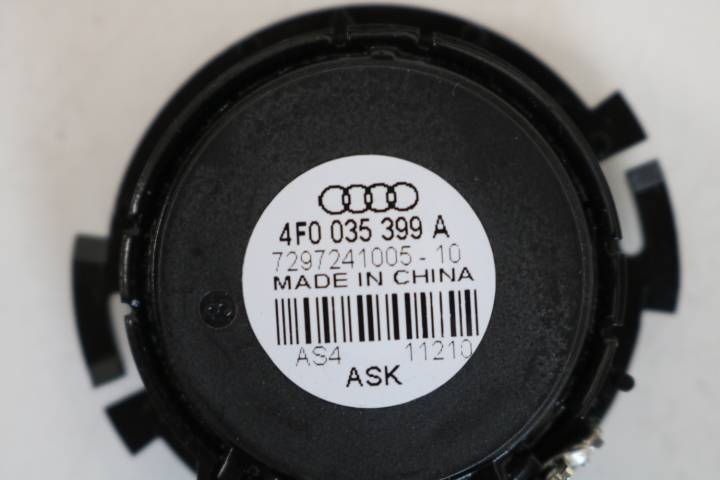 4F0 035 399 A
7297241005 - 10
MADE IN CHINA
AS4 11210
ASK